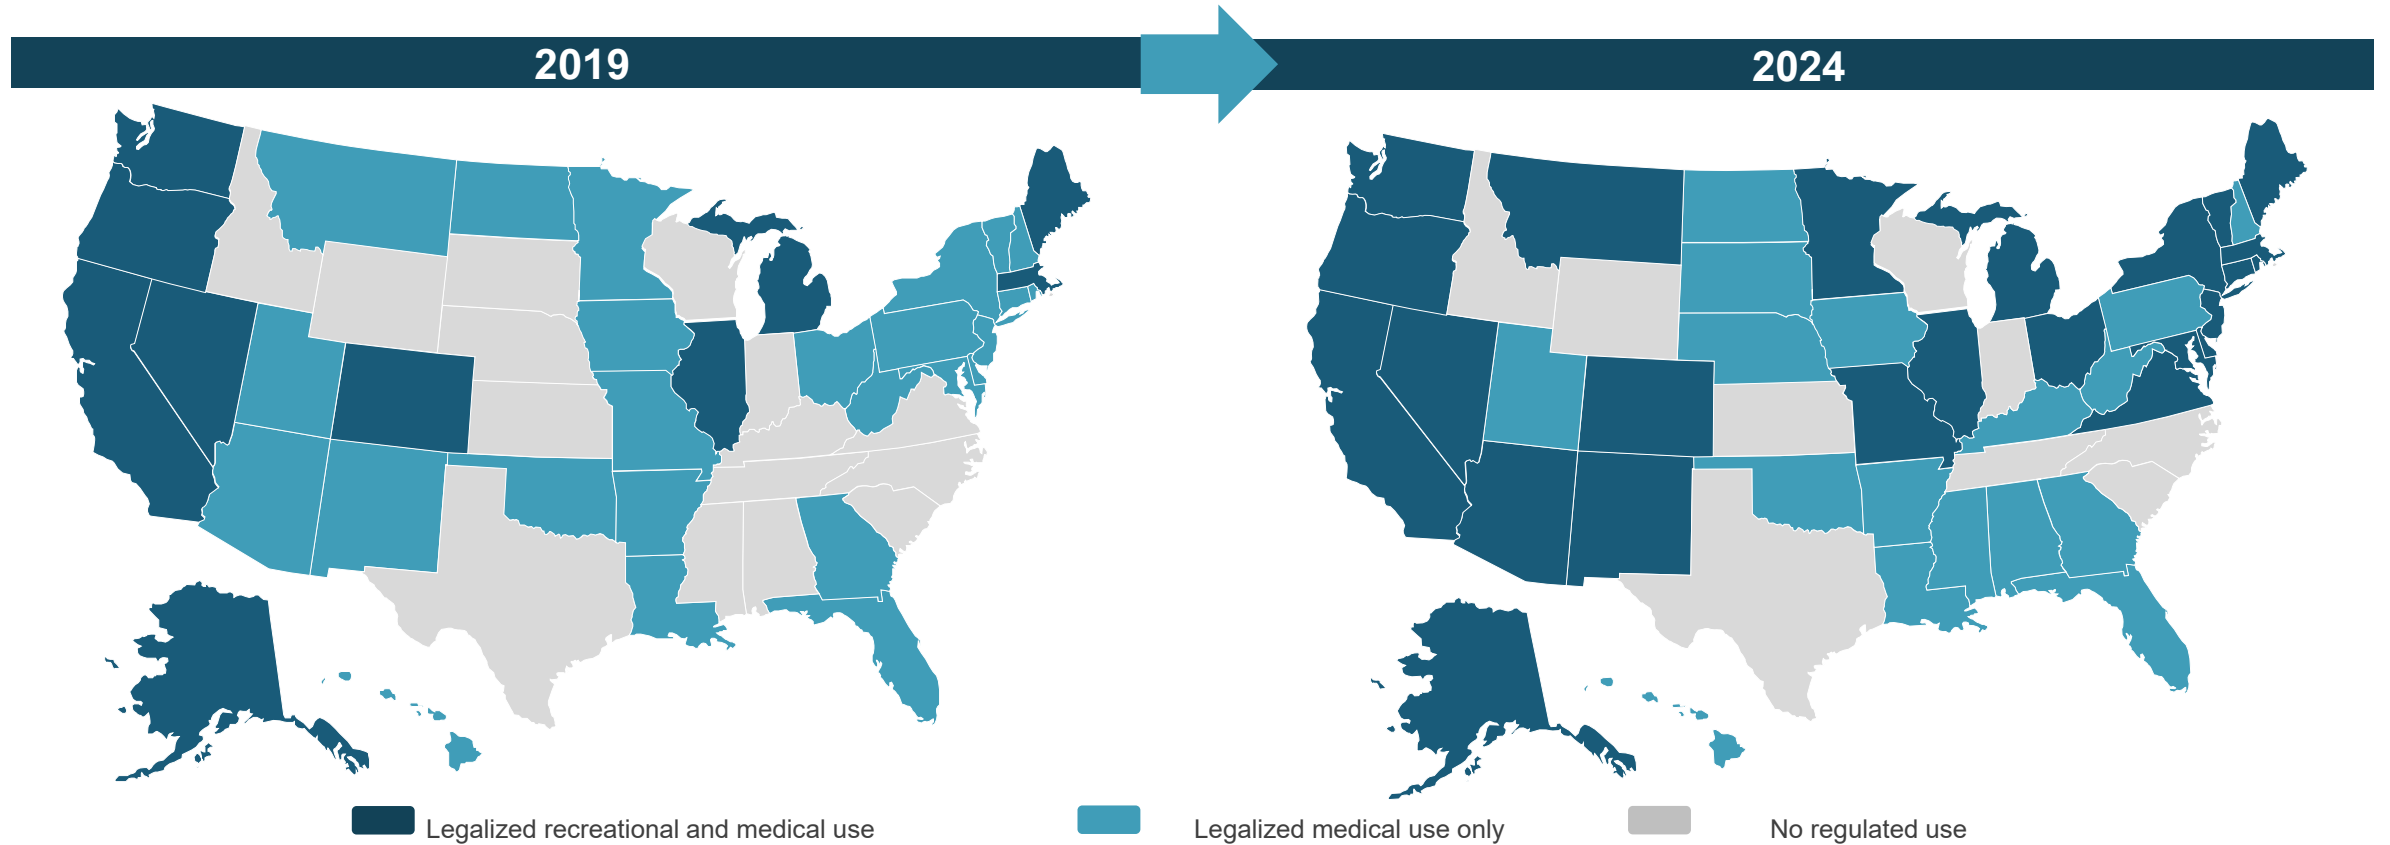 2019
2024
Legalized recreational and medical use
Legalized medical use only
No regulated use